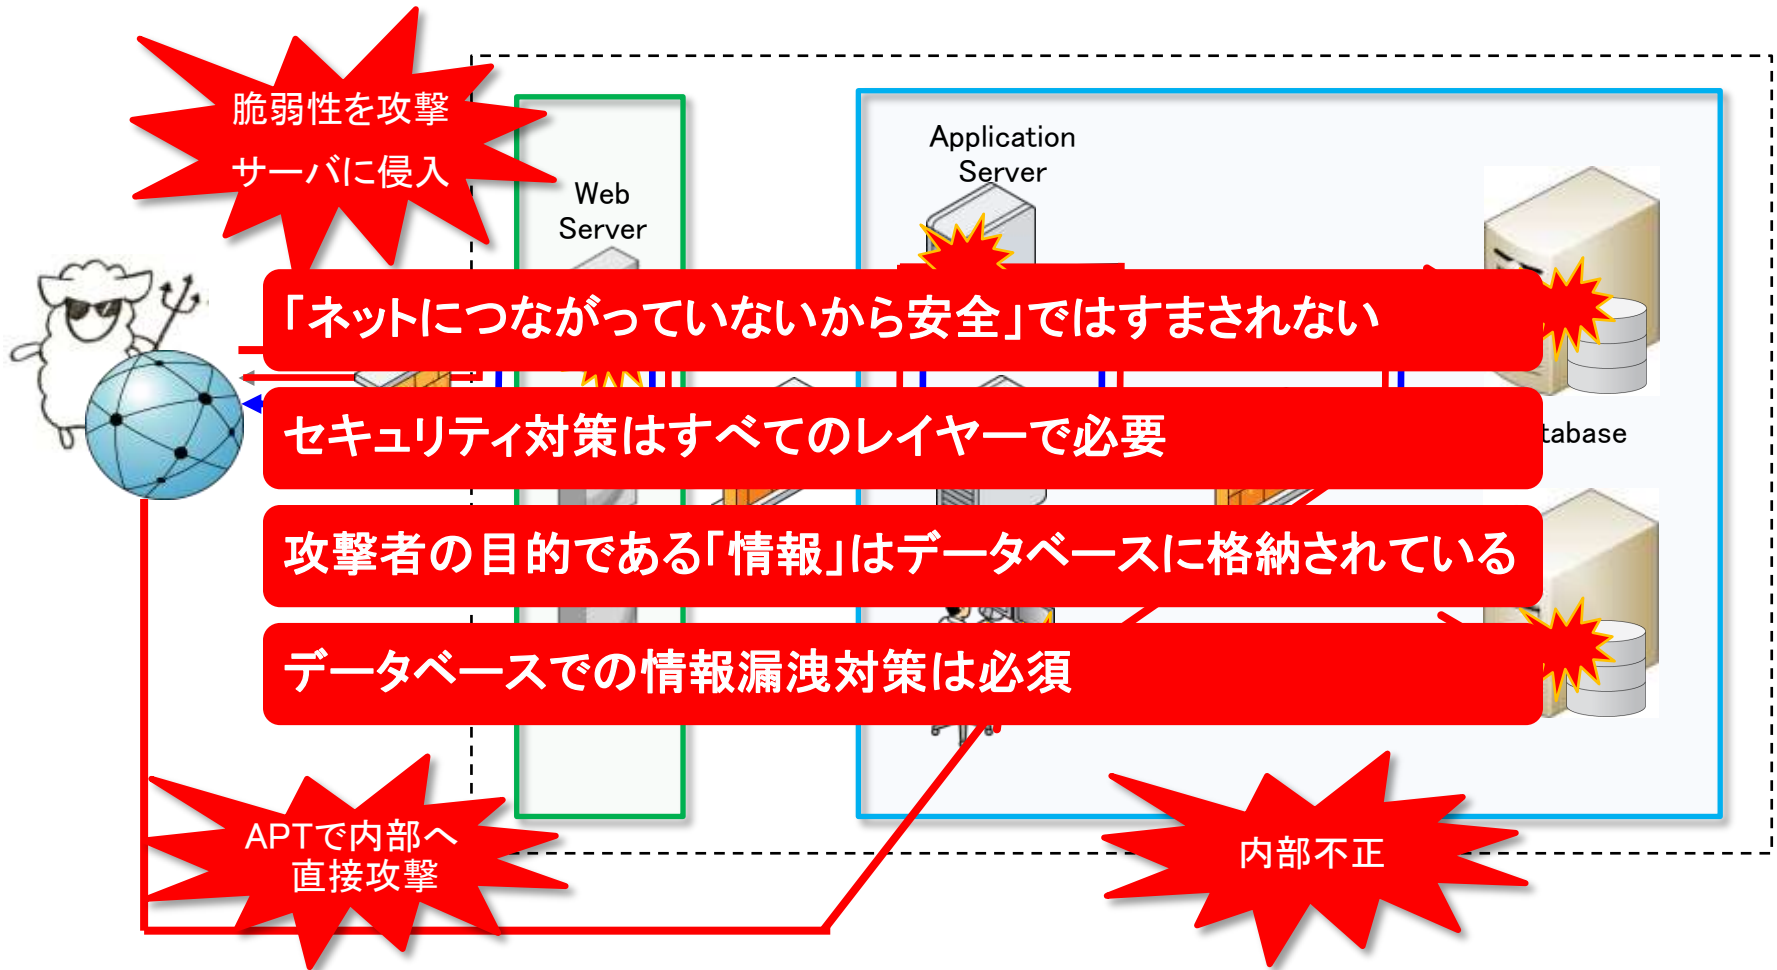 脆弱性を攻撃
サーバに侵入
Application
Server
Web
Server
「ネットにつながっていないから安全」ではすまされない
セキュリティ対策はすべてのレイヤーで必要
tabase
攻撃者の目的である「情報」はデータベースに格納されている
データベースでの情報漏洩対策は必須
APTで内部へ
直接攻撃
内部不正